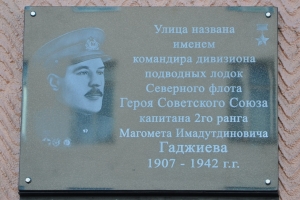 Улица названа
именем
командира дивизиона
подводных лодок
Северного флота
Героя Советского Союза
капитана 2го ранга
Магомета Имадутдиновича
Гаджиева
1907 - 1942 г.г.